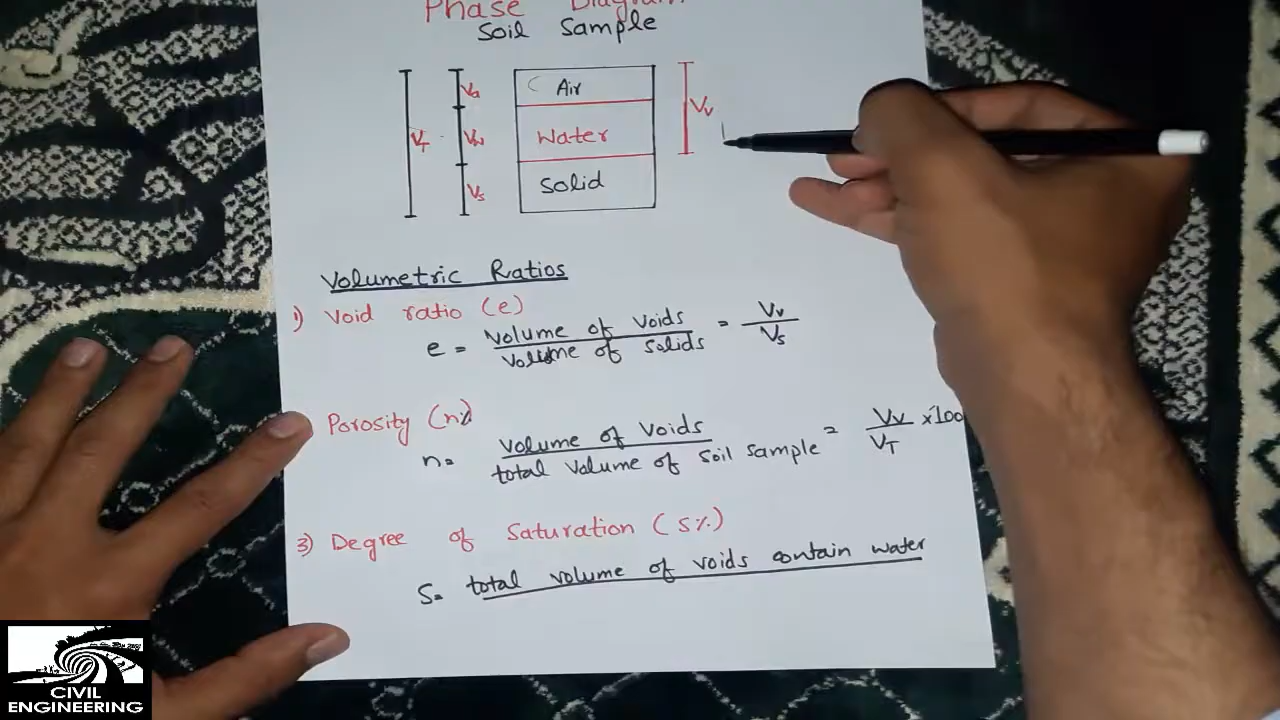 Phase Diagram
Soil Sample
VT
Va
Vw
Vs
Air
Water
Solid
Vv
Volumetric Ratios
1) Void ratio (e)
e = volume of voids / volume of solids = Vv / Vs
Porosity (n%)
n= volume of voids / total volume of soil sample = Vv / VT x100
3) Degree of Saturation (S%)
S= total volume of voids contain water
CIVIL
ENGINEERING